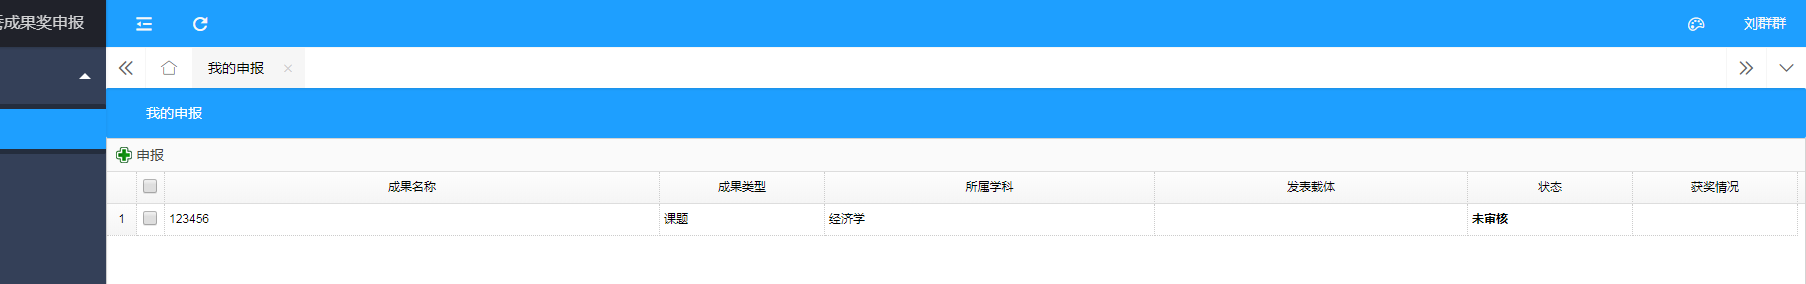 成果奖申报
刘群群
我的申报
我的申报
申报
成果名称 成果类型 所属学科 发表载体 状态 获奖情况
1 123456 课题 经济学 未审核